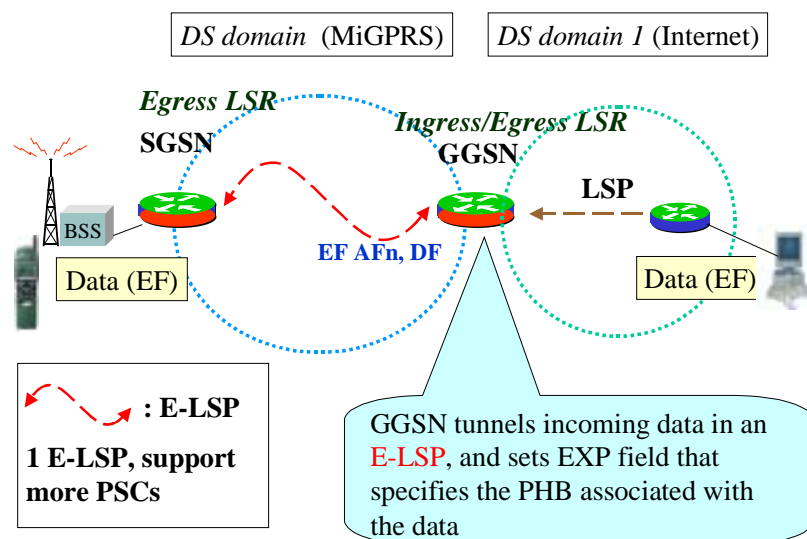 DS domain (MiGPRS)
DS domain 1 (Internet)
Egress LSR
SGSN
Ingress/Egress LSR
GGSN
LSP
BSS
EF AFn, DF
Data (EF)
Data (EF)
: E-LSP
1 E-LSP, support
more PSCs
GGSN tunnels incoming data in an
E-LSP, and sets EXP field that
specifies the PHB associated with
the data